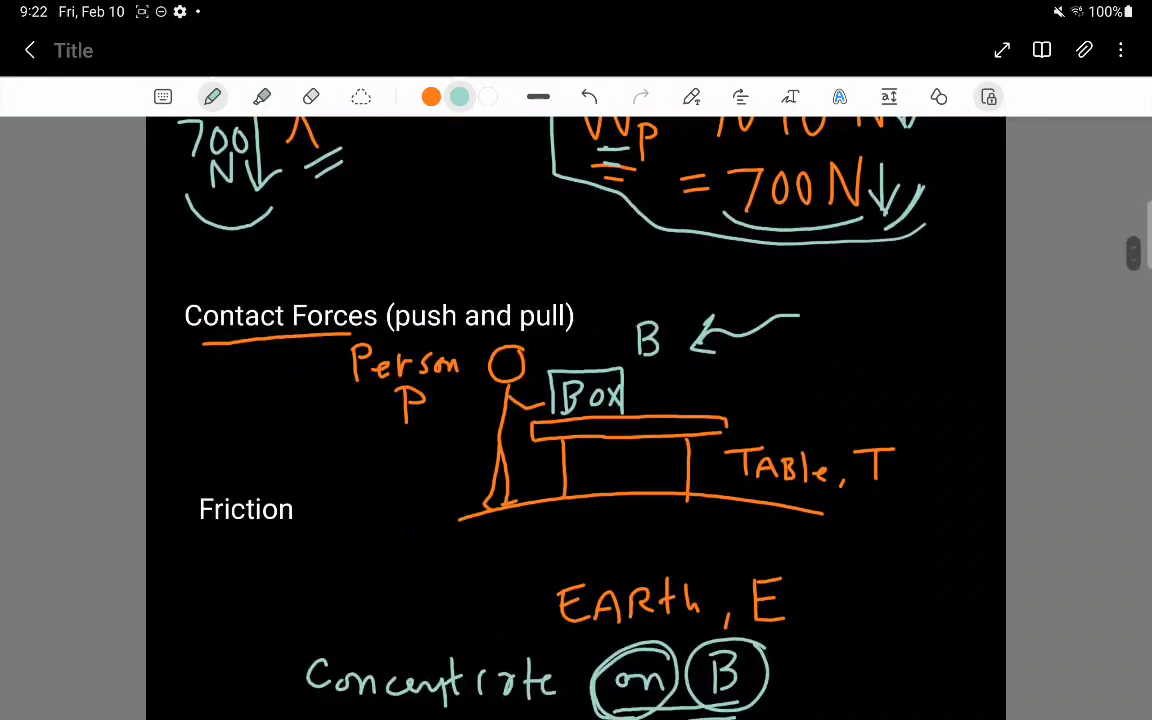 9:22 Fri, Feb 10 100%
Title
700 N
P
= 700 N
Contact Forces (push and pull)
B
Person
P
Box
TABle, T
Friction
EARth, E
Concentrate on B